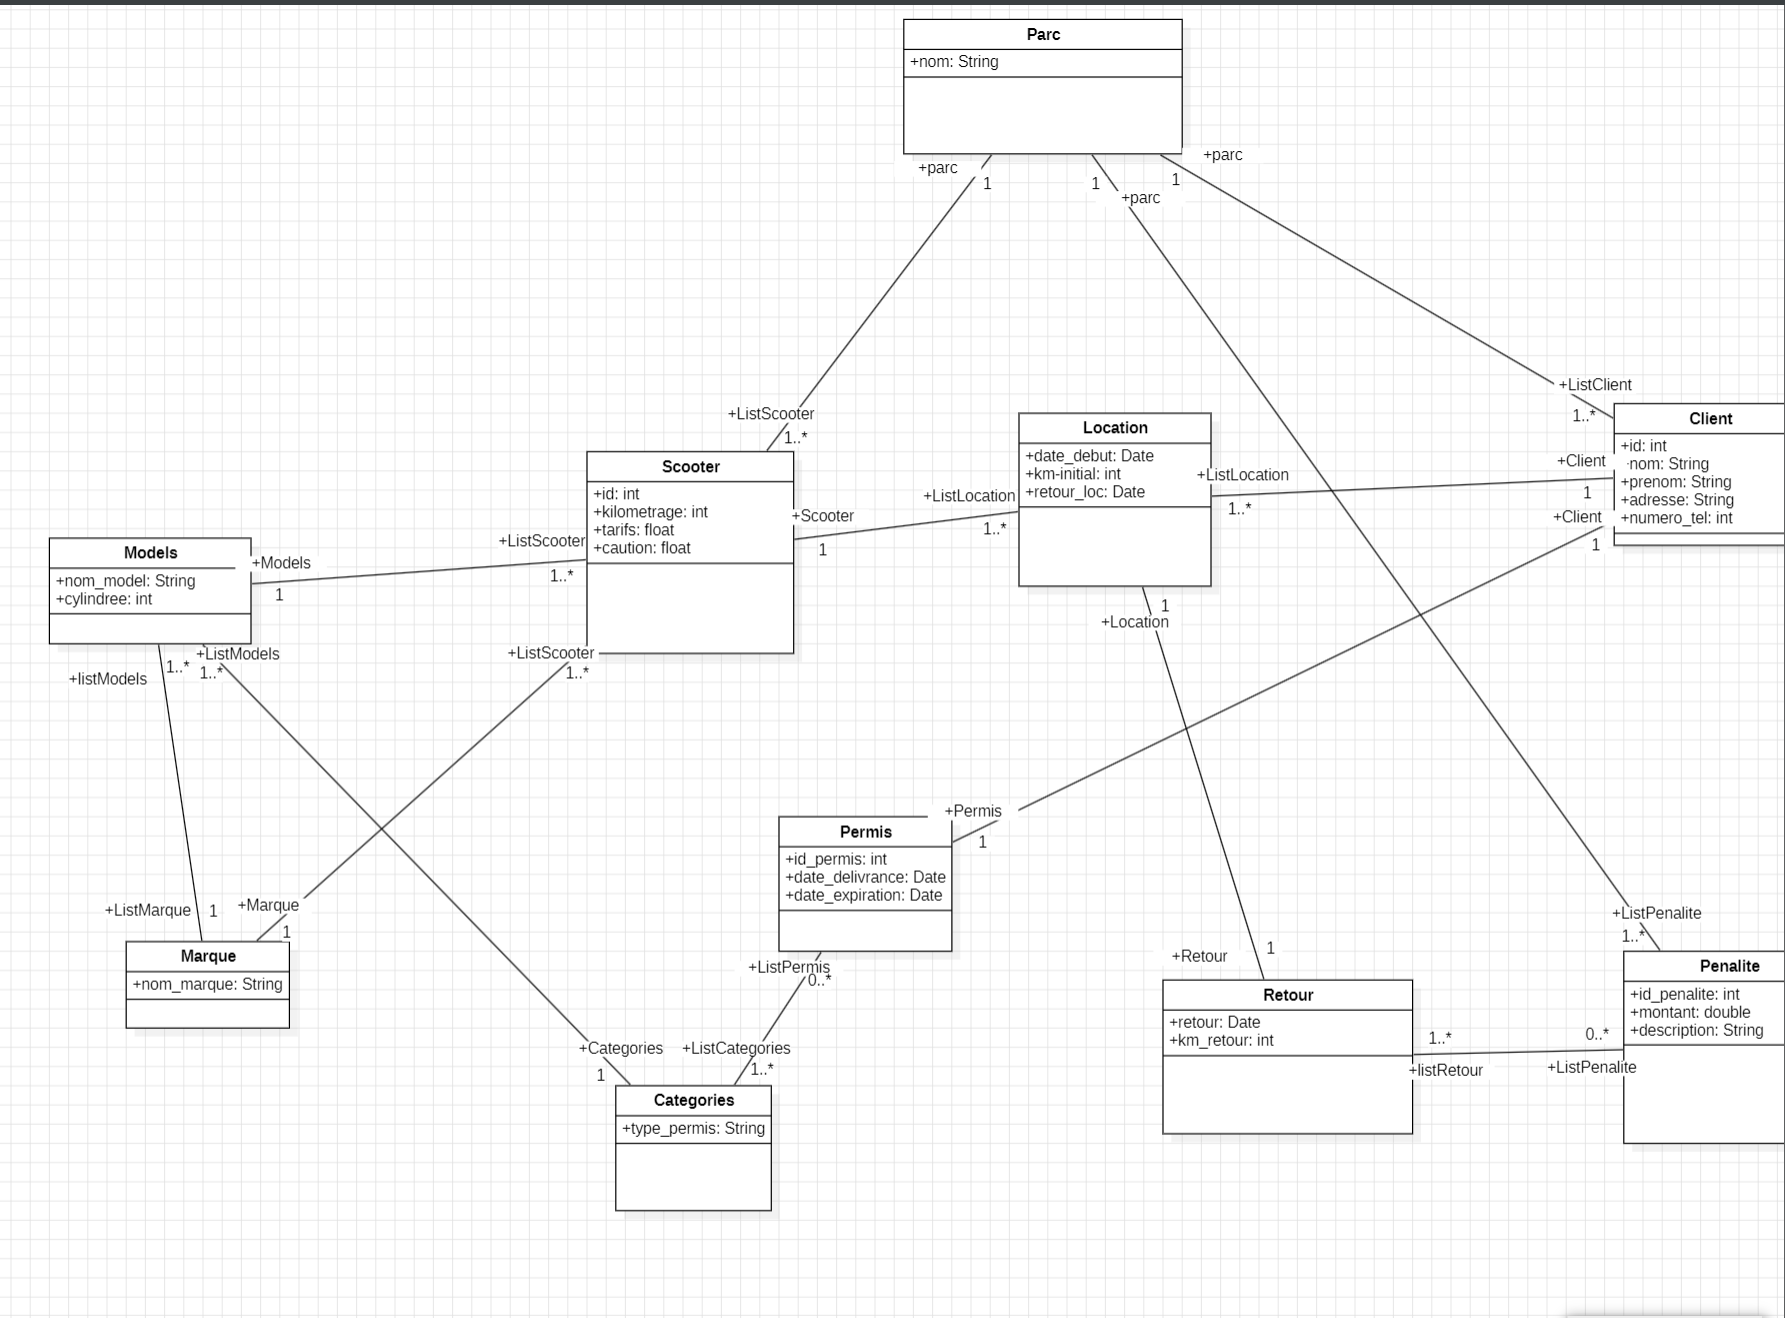 Parc
+nom: String
+parc
1
1
+parc
1
+parc
+ListScooter
1..*
+ListClient
1..*
Client
+id: int
nom: String
+prenom: String
+adresse: String
+numero_tel: int
+Client
1
+Client
1
Location
+date_debut: Date
+km-initial: int
+retour_loc: Date
+ListLocation
1..*
+ListLocation
1..*
1
+Location
Scooter
+id: int
+kilometrage: int
+tarifs: float
+caution: float
+Scooter
1
+ListScooter
1..*
+ListScooter
1..*
Models
+nom_model: String
+cylindree: int
+Models
1
+listModels
1..*
+ListModels
1..*
+ListMarque
1
+Marque
1
Marque
+nom_marque: String
Permis
+id_permis: int
+date_delivrance: Date
+date_expiration: Date
+Permis
1
+ListPermis
0..*
+Categories
1
+ListCategories
1..*
Categories
+type_permis: String
+Retour
1
Retour
+retour: Date
+km_retour: int
1..*
+listRetour
0..*
+ListPenalite
+ListPenalite
1..*
Penalite
+id_penalite: int
+montant: double
+description: String